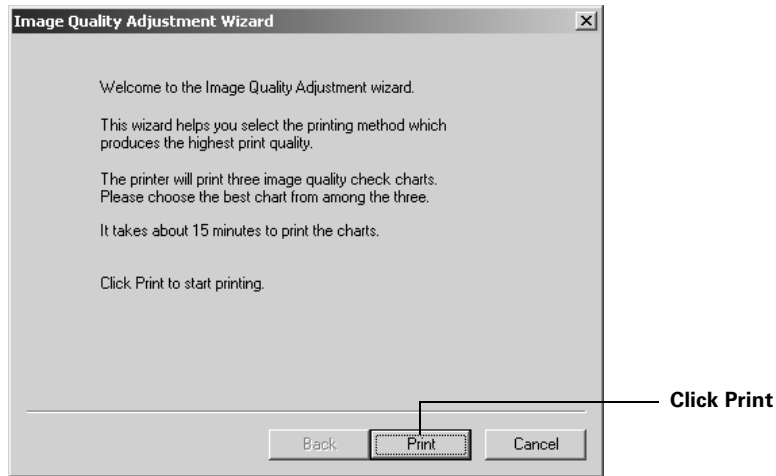 Image Quality Adjustment Wizard
Welcome to the Image Quality Adjustment wizard.
This wizard helps you select the printing method which
produces the highest print quality.
The printer will print three image quality check charts.
Please choose the best chart from among the three.
It takes about 15 minutes to print the charts.
Click Print to start printing.
Click Print
Back Print Cancel